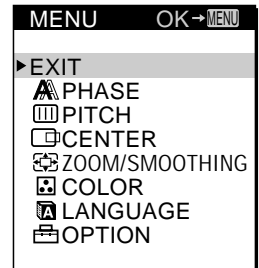 MENU OK→MENU
EXIT
PHASE
PITCH
CENTER
ZOOM/SMOOTHING
COLOR
LANGUAGE
OPTION